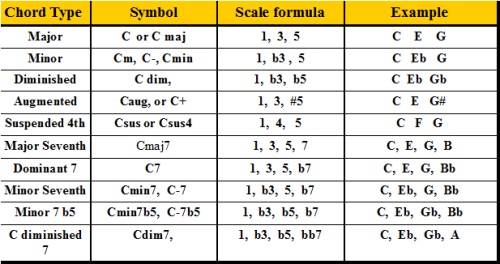 Chord Type Symbol Scale formula Example
Major C or C maj 1, 3, 5 C E G
Minor Cm, C-, Cmin 1, b3 , 5 C Eb G
Diminished C dim, 1, b3, b5 C Eb Gb
Augmented Caug, or C+ 1, 3, #5 C E G#
Suspended 4th Csus or Csus4 1, 4, 5 C F G
Major Seventh Cmaj7 1, 3, 5, 7 C, E, G, B
Dominant 7 C7 1, 3, 5, b7 C, E, G, Bb
Minor Seventh Cmin7, C-7 1, b3, 5, b7 C, Eb, G, Bb
Minor 7 b5 Cmin7b5, C-7b5 1, b3, b5, b7 C, Eb, Gb, Bb
C diminished Cdim7, 1, b3, b5, bb7 C, Eb, Gb, A
7